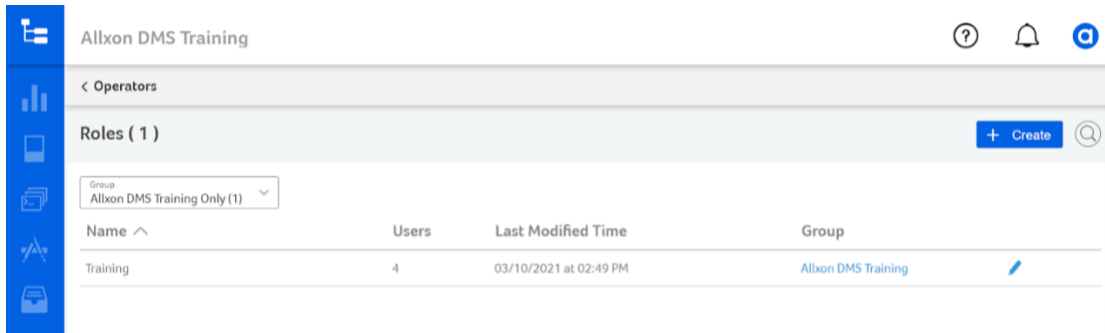 Allxon DMS Training
< Operators
Roles ( 1 )
+ Create
Group
Allxon DMS Training Only (1)
Name Users Last Modified Time Group
Training 4 03/10/2021 at 02:49 PM Allxon DMS Training